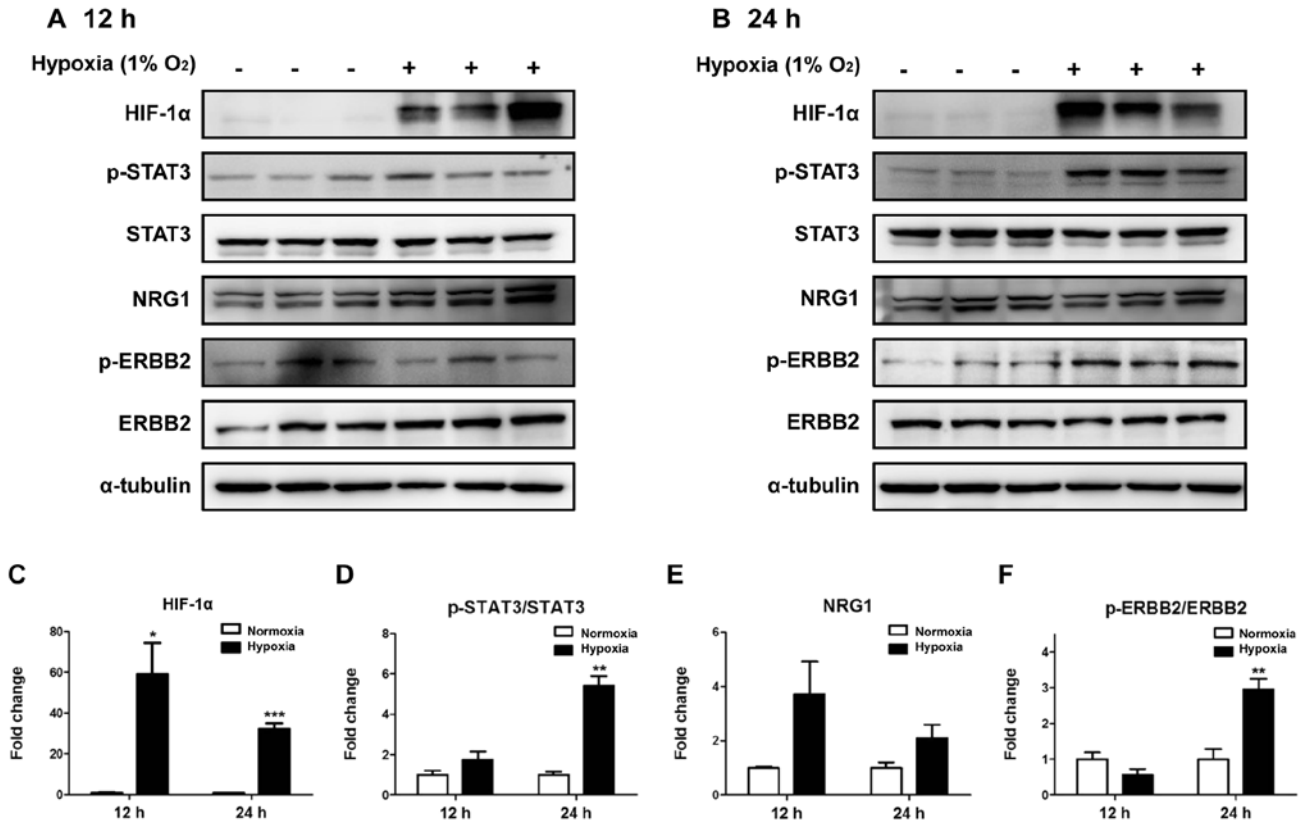 A 12 h
Hypoxia (1% O₂) - - - + + +
HIF-1α
p-STAT3
STAT3
NRG1
p-ERBB2
ERBB2
α-tubulin
B 24 h
Hypoxia (1% O₂) - - - + + +
HIF-1α
p-STAT3
STAT3
NRG1
p-ERBB2
ERBB2
α-tubulin
C
HIF-1α
Normoxia
Hypoxia
Fold change
80
60
40
20
0
*
***
12 h 24 h
D
p-STAT3/STAT3
Normoxia
Hypoxia
Fold change
8
6
4
2
0
**
12 h 24 h
E
NRG1
Normoxia
Hypoxia
Fold change
6
4
2
0
12 h 24 h
F
p-ERBB2/ERBB2
Normoxia
Hypoxia
Fold change
4
3
2
1
0
**
12 h 24 h